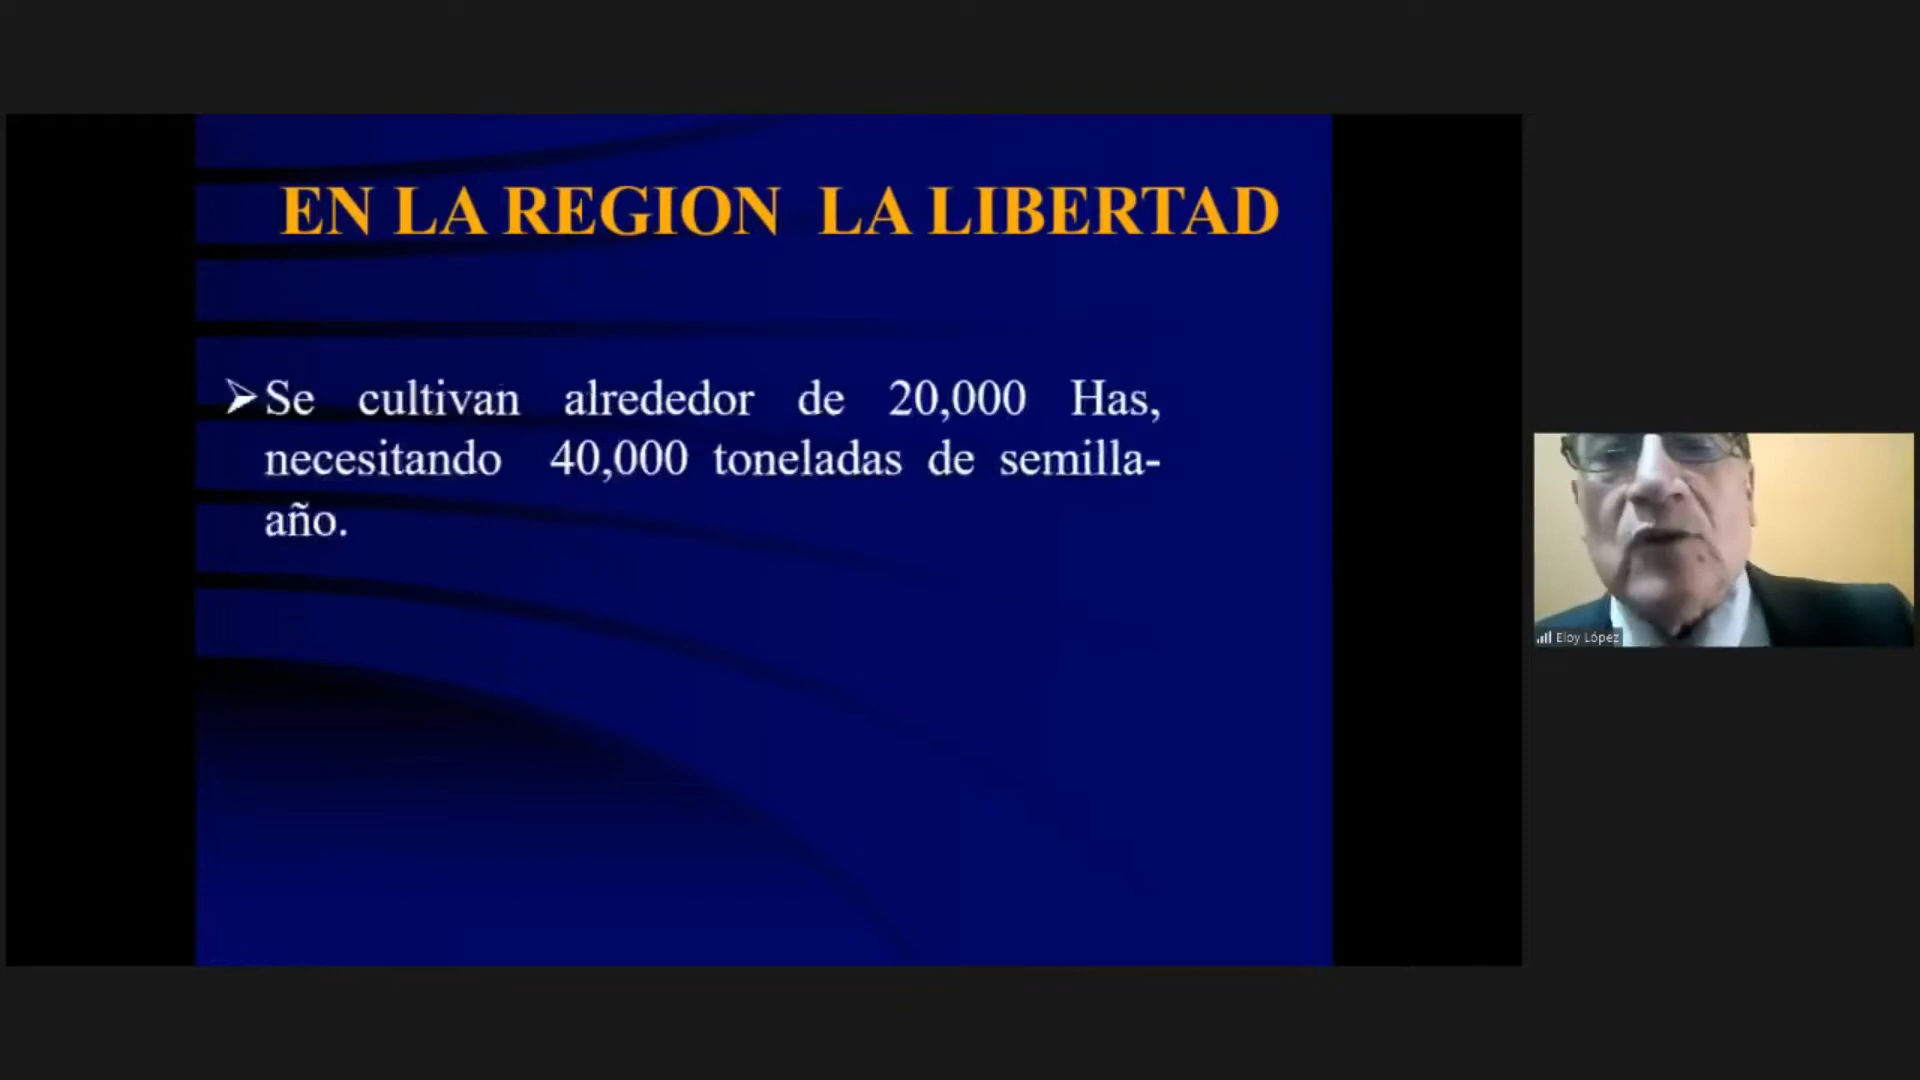 EN LA REGION LA LIBERTAD
➢Se cultivan alrededor de 20,000 Has,
necesitando 40,000 toneladas de semilla-
año.
Eloy López